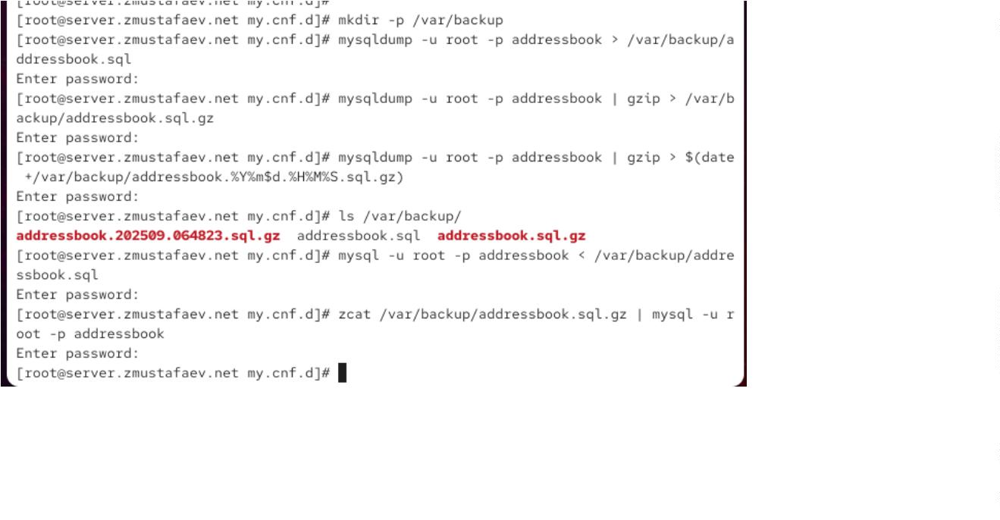 [root@server.zmustafaev.net my.cnf.d]#
[root@server.zmustafaev.net my.cnf.d]# mkdir -p /var/backup
[root@server.zmustafaev.net my.cnf.d]# mysqldump -u root -p addressbook > /var/backup/a
ddressbook.sql
Enter password:
[root@server.zmustafaev.net my.cnf.d]# mysqldump -u root -p addressbook | gzip > /var/b
ackup/addressbook.sql.gz
Enter password:
[root@server.zmustafaev.net my.cnf.d]# mysqldump -u root -p addressbook | gzip > $(date
 +/var/backup/addressbook.%Y%m$d.%H%M%S.sql.gz)
Enter password:
[root@server.zmustafaev.net my.cnf.d]# ls /var/backup/
addressbook.202509.064823.sql.gz  addressbook.sql  addressbook.sql.gz
[root@server.zmustafaev.net my.cnf.d]# mysql -u root -p addressbook < /var/backup/addre
ssbook.sql
Enter password:
[root@server.zmustafaev.net my.cnf.d]# zcat /var/backup/addressbook.sql.gz | mysql -u r
oot -p addressbook
Enter password:
[root@server.zmustafaev.net my.cnf.d]#